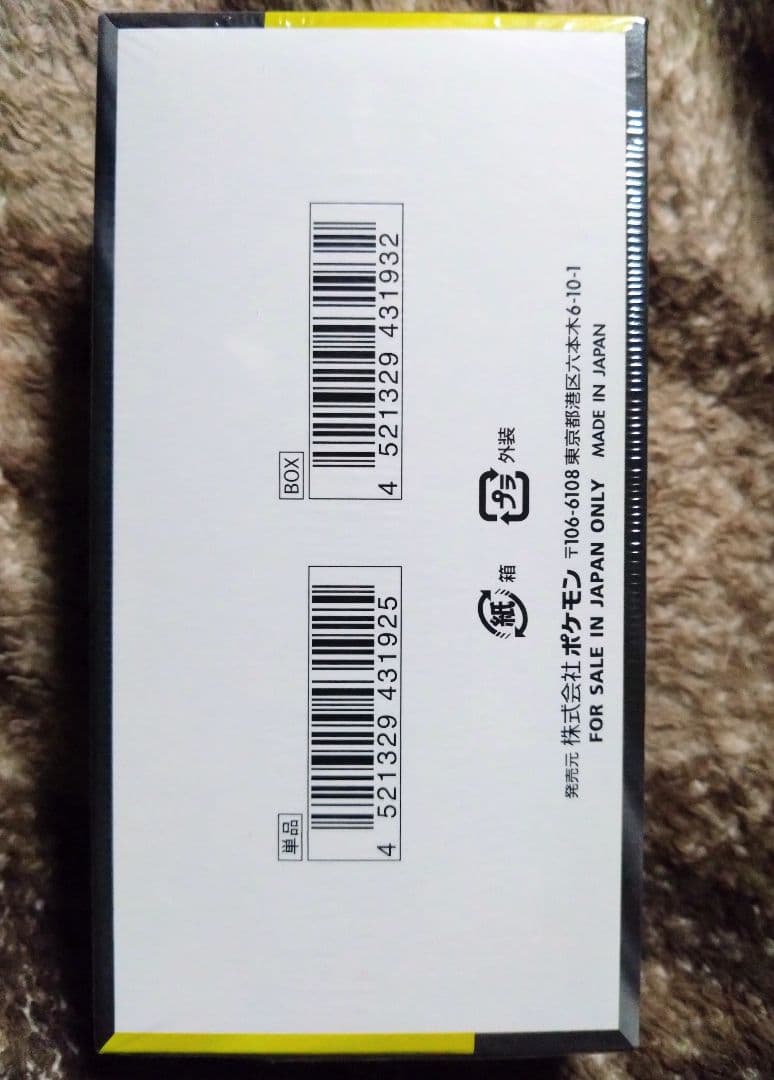 単品
4 521329 431925
BOX
4 521329 431932
紙 箱
プラ 外装
発売元 株式会社 ポケモン 〒106-6108 東京都港区六本木6-10-1
FOR SALE IN JAPAN ONLY MADE IN JAPAN